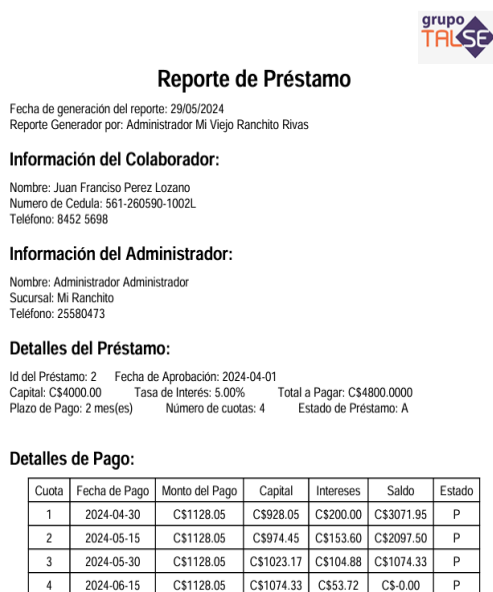 grupo
TALSE
Reporte de Préstamo
Fecha de generación del reporte: 29/05/2024
Reporte Generador por: Administrador Mi Viejo Ranchito Rivas
Información del Colaborador:
Nombre: Juan Franciso Perez Lozano
Numero de Cedula: 561-260590-1002L
Teléfono: 8452 5698
Información del Administrador:
Nombre: Administrador Administrador
Sucursal: Mi Ranchito
Teléfono: 25580473
Detalles del Préstamo:
Id del Préstamo: 2 Fecha de Aprobación: 2024-04-01
Capital: C$4000.00 Tasa de Interés: 5.00% Total a Pagar: C$4800.0000
Plazo de Pago: 2 mes(es) Número de cuotas: 4 Estado de Préstamo: A
Detalles de Pago:
Cuota Fecha de Pago Monto del Pago Capital Intereses Saldo Estado
1 2024-04-30 C$1128.05 C$928.05 C$200.00 C$3071.95 P
2 2024-05-15 C$1128.05 C$974.45 C$153.60 C$2097.50 P
3 2024-05-30 C$1128.05 C$1023.17 C$104.88 C$1074.33 P
4 2024-06-15 C$1128.05 C$1074.33 C$53.72 C$-0.00 P